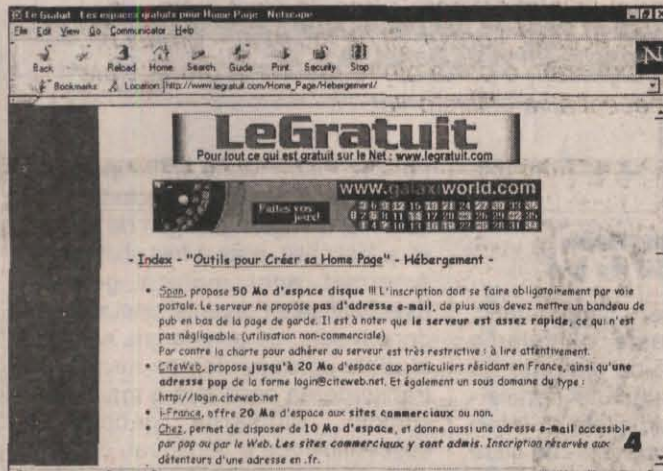 Le Gratuit - Les espaces gratuits pour Home Page - Netscape
File Edit View Go Communicator Help
Back Reload Home Search Guide Print Security Stop
N
Bookmarks Location: http://www.legratuit.com/Home_Page/Hebergement/
LeGratuit
Pour tout ce qui est gratuit sur le Net : www.legratuit.com
www.galaxiworld.com
Faites vos jeux!
- Index - "Outils pour Créer sa Home Page" - Hébergement -
• Span, propose 50 Mo d'espace disque !!! L'inscription doit se faire obligatoirement par voie
postale. Le serveur ne propose pas d'adresse e-mail, de plus vous devez mettre un bandeau de
pub en bas de la page de garde. Il est à noter que le serveur est assez rapide, ce qui n'est
pas négligeable. (utilisation non-commerciale)
Par contre la charte pour adhérer au serveur est très restrictive : à lire attentivement.
• CiteWeb, propose jusqu'à 20 Mo d'espace aux particuliers résidant en France, ainsi qu'une
adresse pop de la forme login@citeweb.net. Et également un sous domaine du type :
http://login.citeweb.net
• i-France, offre 20 Mo d'espace aux sites commerciaux ou non.
• Chez, permet de disposer de 10 Mo d'espace, et donne aussi une adresse e-mail accessible
par pop ou par le Web. Les sites commerciaux y sont admis. Inscription réservée aux
détenteurs d'une adresse en .fr.
4